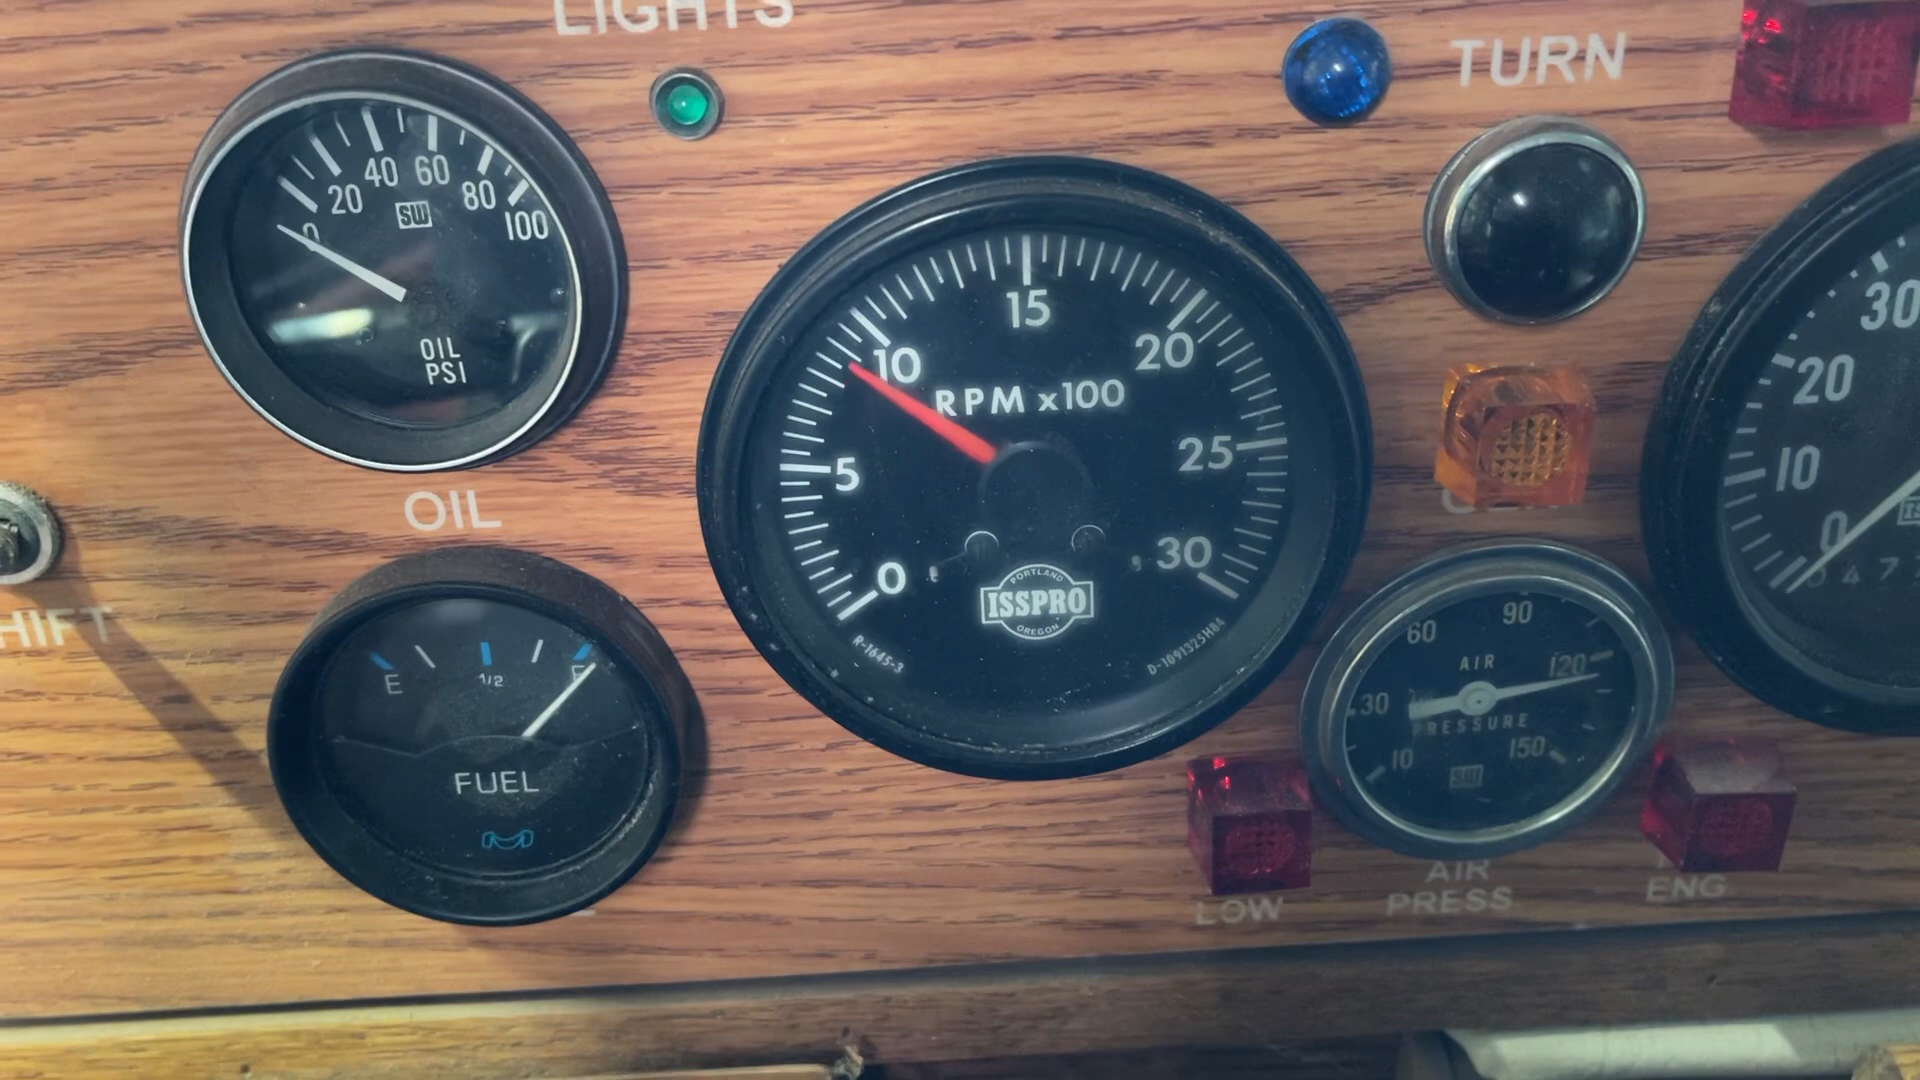 LIGHTS
TURN
0 20 40 60 80 100
SW
OIL
PSI
OIL
0 5 10 15 20 25 30
RPM x100
PORTLAND
ISSPRO
OREGON
R-1645-3
D-1091325H84
0 10 20 30
HIFT
E 1/2 F
FUEL
30 60 90 120 150
10
AIR
PRESSURE
SW
LOW
AIR
PRESS
ENG